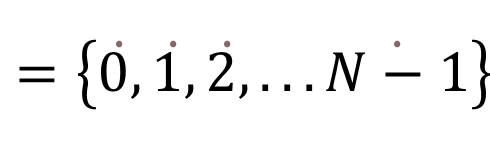 = {0̇, 1̇, 2̇, . . . N −̇ 1}